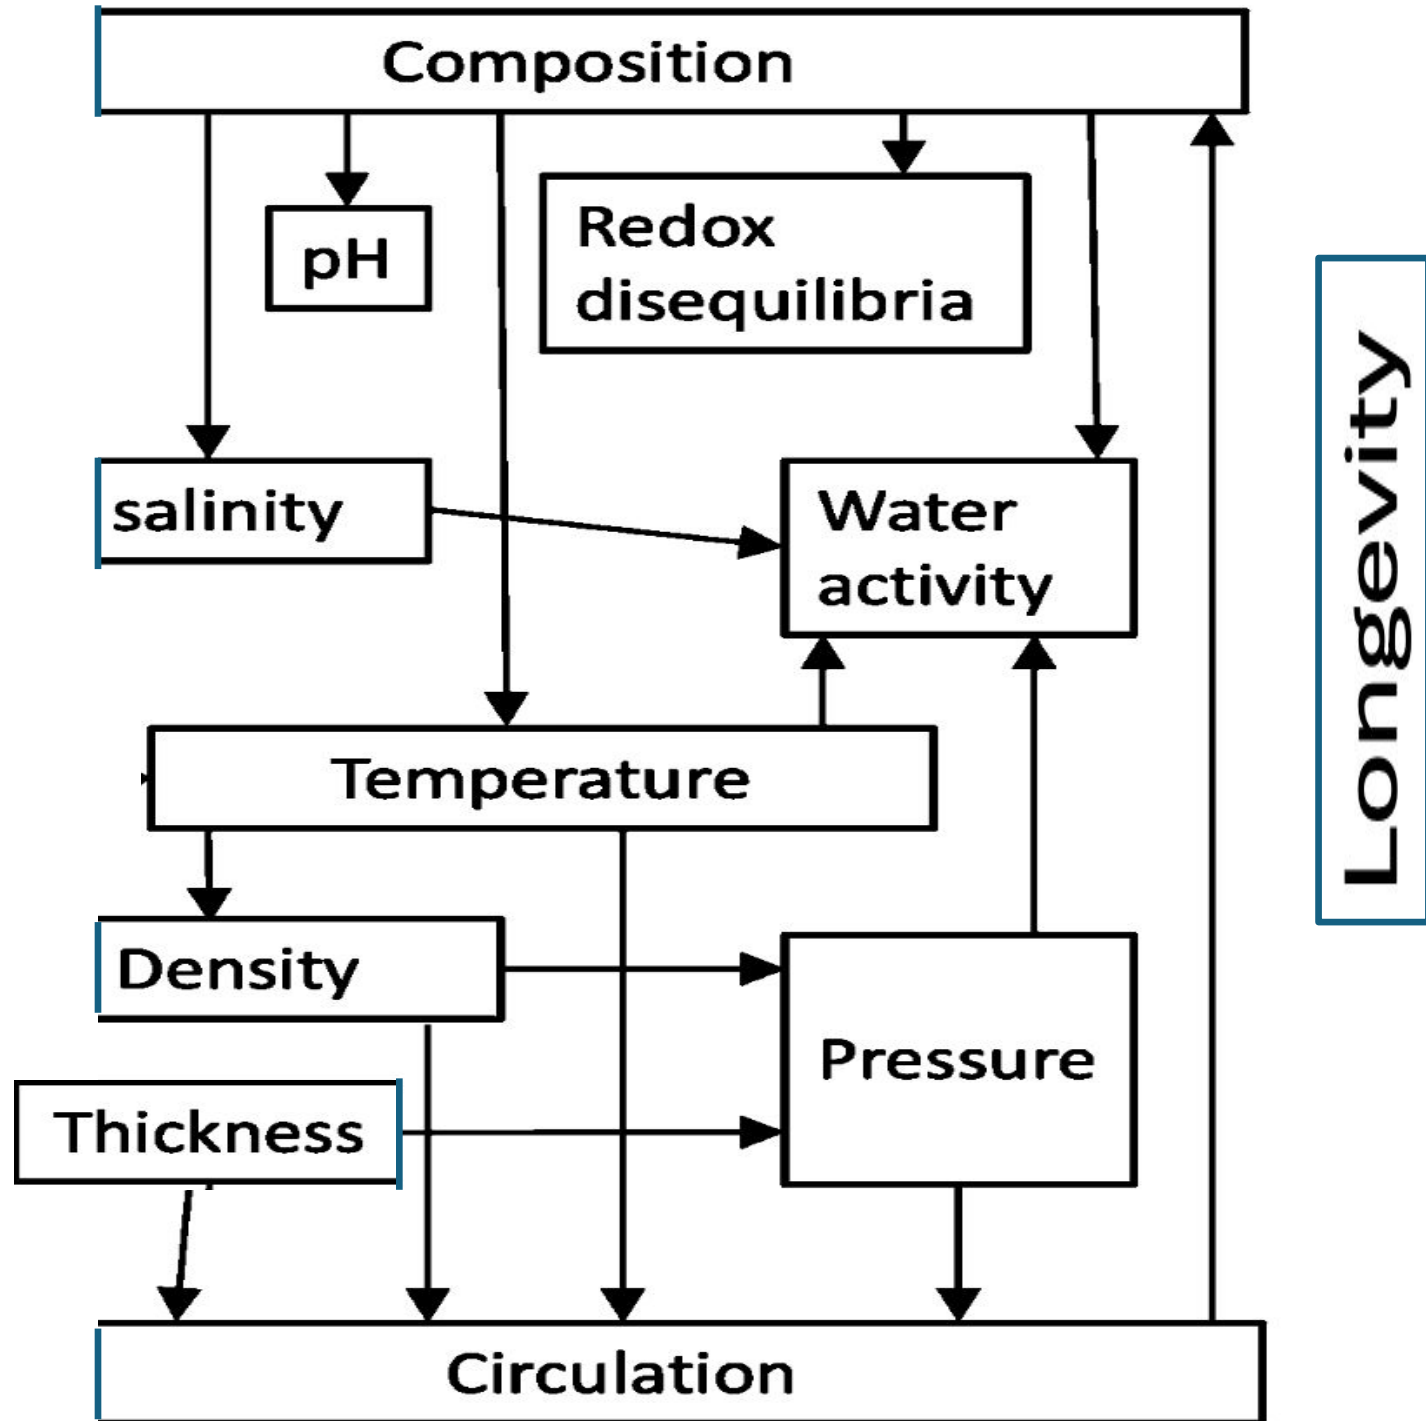 Composition
pH
Redox
disequilibria
salinity
Water
activity
Temperature
Density
Pressure
Thickness
Circulation
Longevity